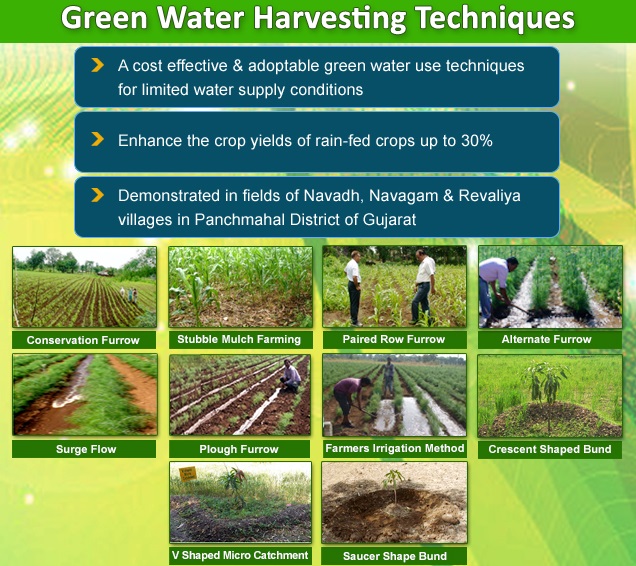 Green Water Harvesting Techniques
A cost effective & adoptable green water use techniques
for limited water supply conditions
Enhance the crop yields of rain-fed crops up to 30%
Demonstrated in fields of Navadh, Navagam & Revaliya
villages in Panchmahal District of Gujarat
Conservation Furrow
Stubble Mulch Farming
Paired Row Furrow
Alternate Furrow
Surge Flow
Plough Furrow
Farmers Irrigation Method
Crescent Shaped Bund
V Shaped Micro Catchment
Saucer Shape Bund